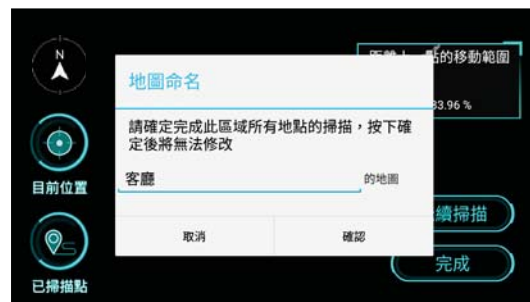 N
的移動範圍
地圖命名
33.96 %
請確定完成此區域所有地點的掃描，按下確
定後將無法修改
目前位置
客廳
的地圖
續掃描
取消
確認
完成
已掃描點